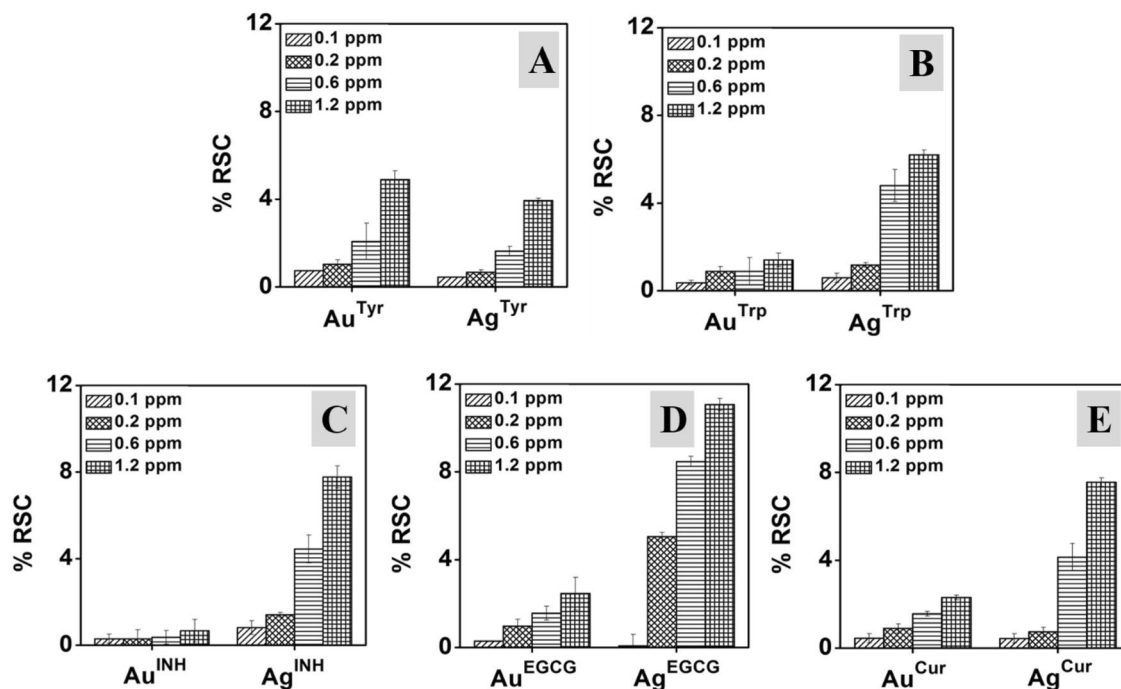 A
12
8
4
0
% RSC
0.1 ppm
0.2 ppm
0.6 ppm
1.2 ppm
Au^Tyr Ag^Tyr
B
12
8
4
0
% RSC
0.1 ppm
0.2 ppm
0.6 ppm
1.2 ppm
Au^Trp Ag^Trp
C
12
8
4
0
% RSC
0.1 ppm
0.2 ppm
0.6 ppm
1.2 ppm
Au^INH Ag^INH
D
12
8
4
0
% RSC
0.1 ppm
0.2 ppm
0.6 ppm
1.2 ppm
Au^EGCG Ag^EGCG
E
12
8
4
0
% RSC
0.1 ppm
0.2 ppm
0.6 ppm
1.2 ppm
Au^Cur Ag^Cur